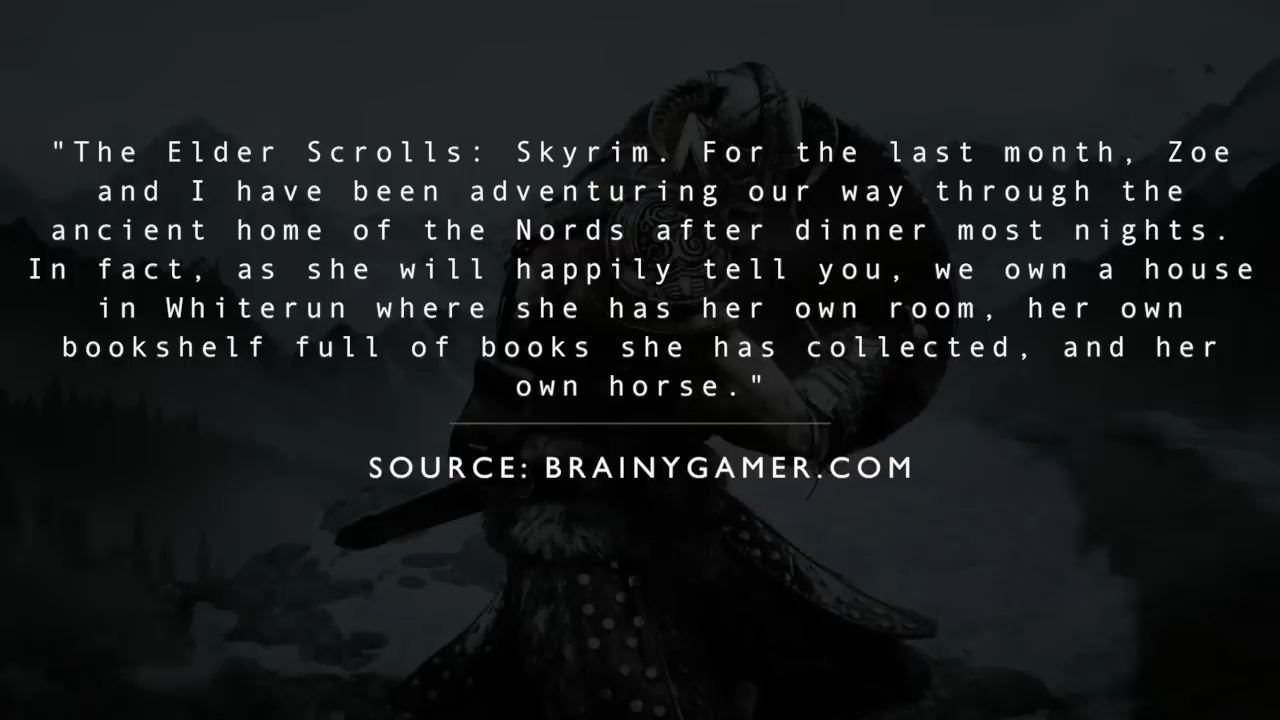 "The Elder Scrolls: Skyrim. For the last month, Zoe
and I have been adventuring our way through the
ancient home of the Nords after dinner most nights.
In fact, as she will happily tell you, we own a house
in Whiterun where she has her own room, her own
bookshelf full of books she has collected, and her
own horse."
SOURCE: BRAINYGAMER.COM